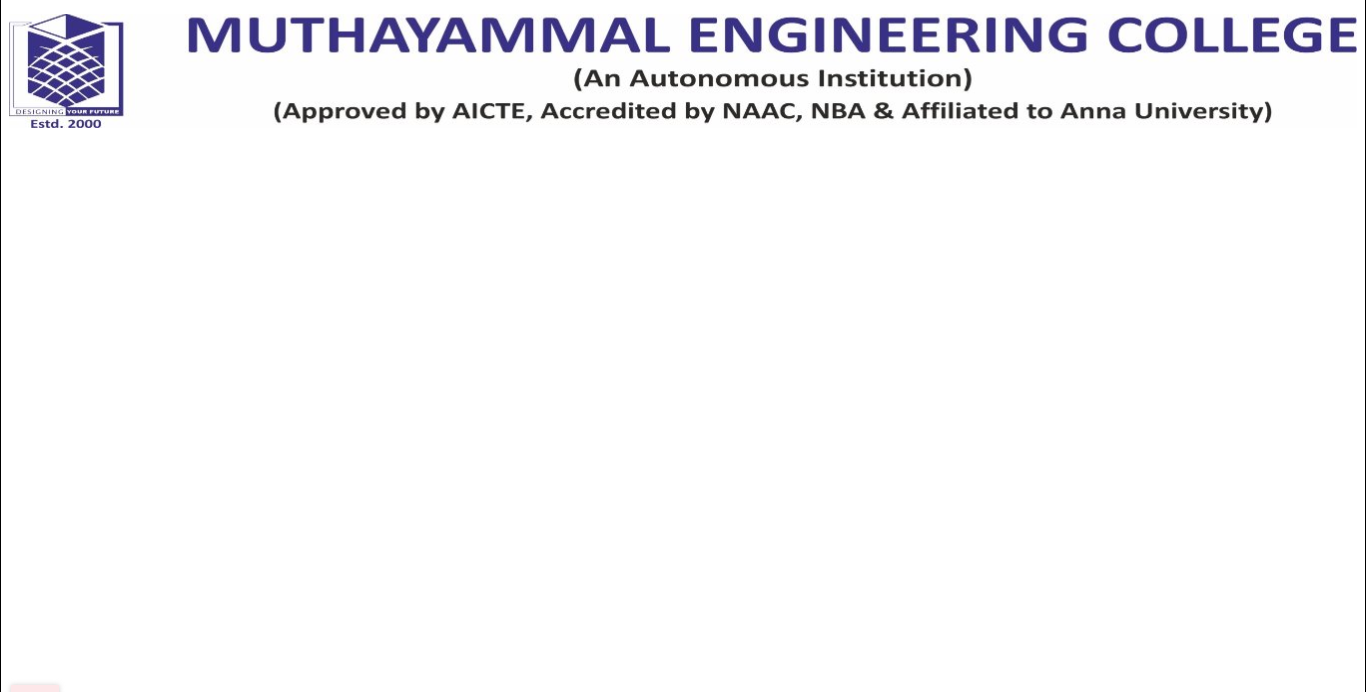 MUTHAYAMMAL ENGINEERING COLLEGE
(An Autonomous Institution)
(Approved by AICTE, Accredited by NAAC, NBA & Affiliated to Anna University)
DESIGNING YOUR FUTURE
Estd. 2000